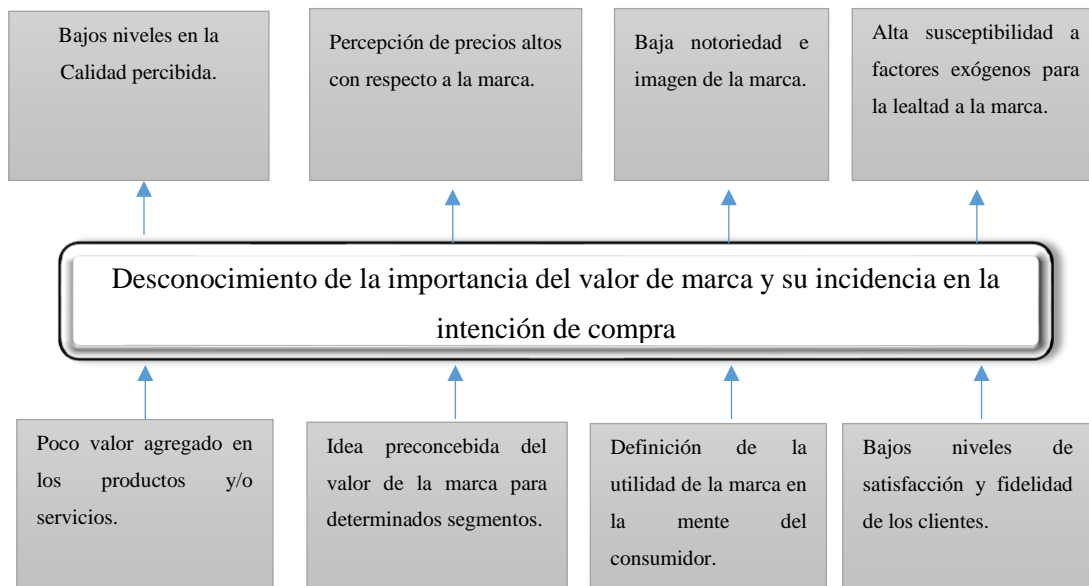 Bajos niveles en la
Calidad percibida.
Percepción de precios altos
con respecto a la marca.
Baja notoriedad e
imagen de la marca.
Alta susceptibilidad a
factores exógenos para
la lealtad a la marca.
Desconocimiento de la importancia del valor de marca y su incidencia en la
intención de compra
Poco valor agregado en
los productos y/o
servicios.
Idea preconcebida del
valor de la marca para
determinados segmentos.
Definición de la
utilidad de la marca en
la mente del
consumidor.
Bajos niveles de
satisfacción y fidelidad
de los clientes.